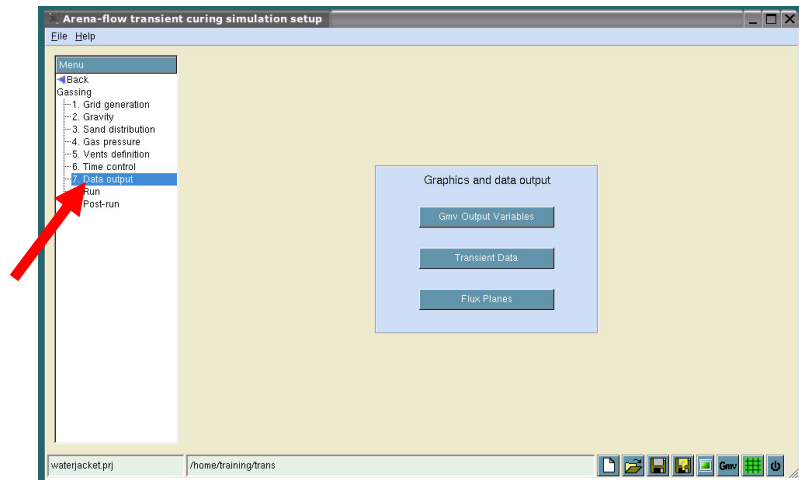 Arena-flow transient curing simulation setup
File Help
Menu
Back
Gassing
1. Grid generation
2. Gravity
3. Sand distribution
4. Gas pressure
5. Vents definition
6. Time control
7. Data output
Run
Post-run
Graphics and data output
Gmv Output Variables
Transient Data
Flux Planes
waterjacket.prj
/home/training/trans
Gmv